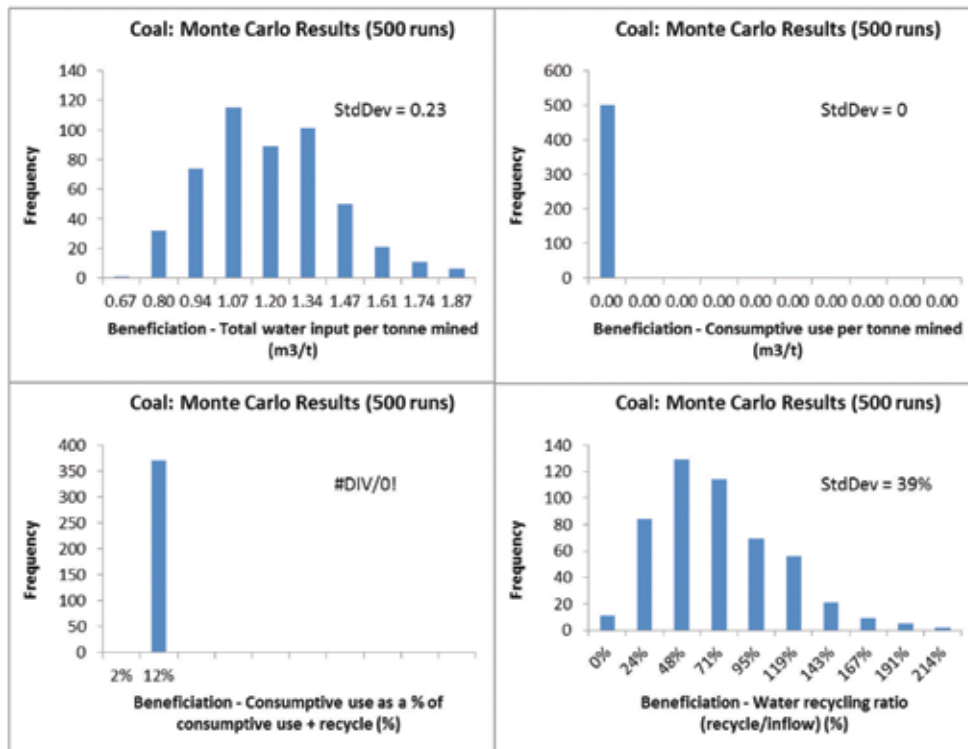 Coal: Monte Carlo Results (500 runs)
140
120
100
80
60
40
20
0
Frequency
StdDev = 0.23
0.67 0.80 0.94 1.07 1.20 1.34 1.47 1.61 1.74 1.87
Beneficiation - Total water input per tonne mined
(m3/t)
Coal: Monte Carlo Results (500 runs)
600
500
400
300
200
100
0
Frequency
StdDev = 0
0.00 0.00 0.00 0.00 0.00 0.00 0.00 0.00 0.00 0.00
Beneficiation - Consumptive use per tonne mined
(m3/t)
Coal: Monte Carlo Results (500 runs)
400
350
300
250
200
150
100
50
0
Frequency
#DIV/0!
2% 12%
Beneficiation - Consumptive use as a % of
consumptive use + recycle (%)
Coal: Monte Carlo Results (500 runs)
140
120
100
80
60
40
20
0
Frequency
StdDev = 39%
0% 24% 48% 71% 95% 119% 143% 167% 191% 214%
Beneficiation - Water recycling ratio
(recycle/inflow) (%)